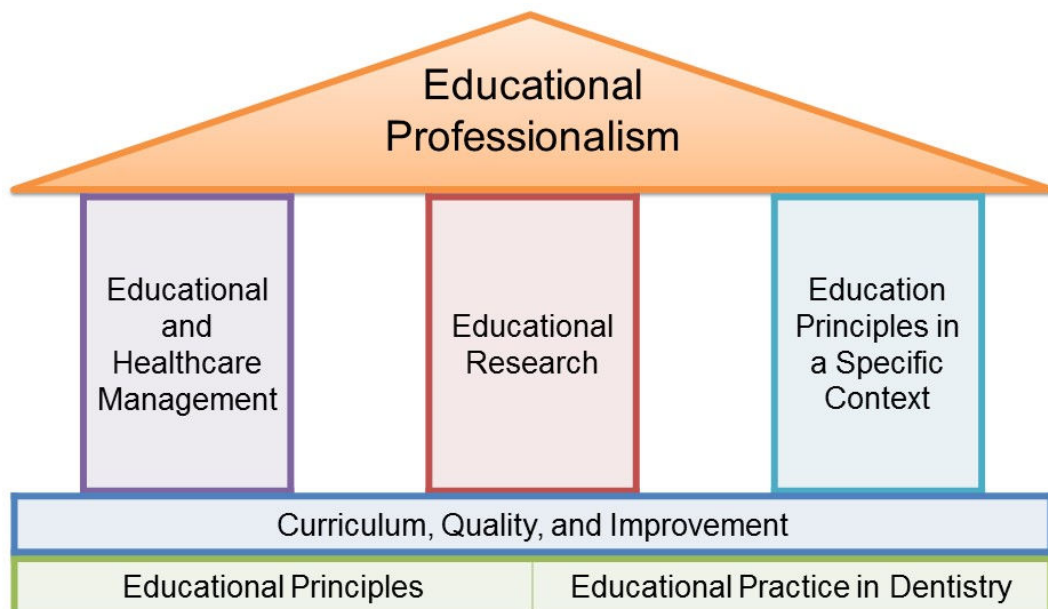 Educational
Professionalism
Educational
and
Healthcare
Management
Educational
Research
Education
Principles in
a Specific
Context
Curriculum, Quality, and Improvement
Educational Principles
Educational Practice in Dentistry